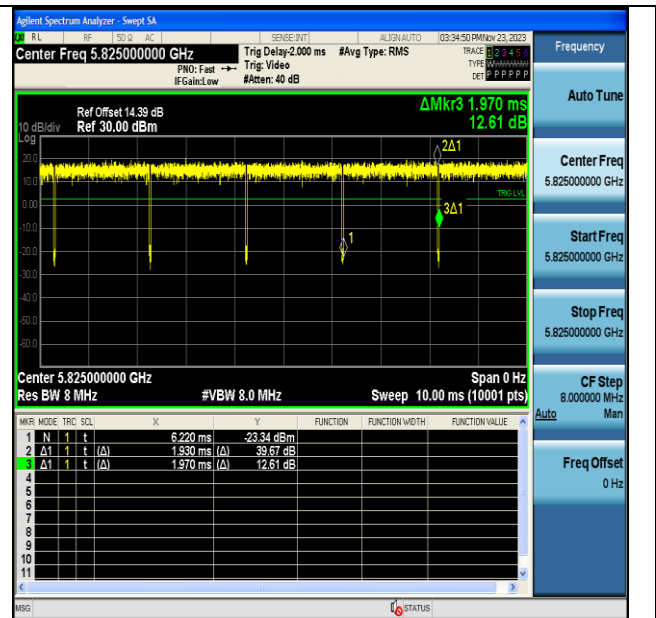 Agilent Spectrum Analyzer - Swept SA
RL RF 50 Ω AC SENSE:INT ALIGN AUTO 03:34:50 PM Nov 23, 2023
Center Freq 5.825000000 GHz Trig Delay-2.000 ms #Avg Type: RMS TRACE 1 2 3 4 5 6
PNO: Fast Trig: Video TYPE WWWWWW
IFGain:Low #Atten: 40 dB DET P P P P P P
Frequency
Auto Tune
Center Freq
5.825000000 GHz
Start Freq
5.825000000 GHz
Stop Freq
5.825000000 GHz
CF Step
8.000000 MHz
Auto Man
Freq Offset
0 Hz
ΔMkr3 1.970 ms
12.61 dB
Ref Offset 14.39 dB
10 dB/div Ref 30.00 dBm
Log
20.0
10.0
0.00
-10.0
-20.0
-30.0
-40.0
-50.0
-60.0
2Δ1
TRIG LVL
3Δ1
1
Center 5.825000000 GHz Span 0 Hz
Res BW 8 MHz #VBW 8.0 MHz Sweep 10.00 ms (10001 pts)
MKR MODE TRC SCL X Y FUNCTION FUNCTION WIDTH FUNCTION VALUE
1 N 1 t 6.220 ms -23.34 dBm
2 Δ1 1 t (Δ) 1.930 ms (Δ) 39.67 dB
3 Δ1 1 t (Δ) 1.970 ms (Δ) 12.61 dB
4
5
6
7
8
9
10
11
MSG STATUS